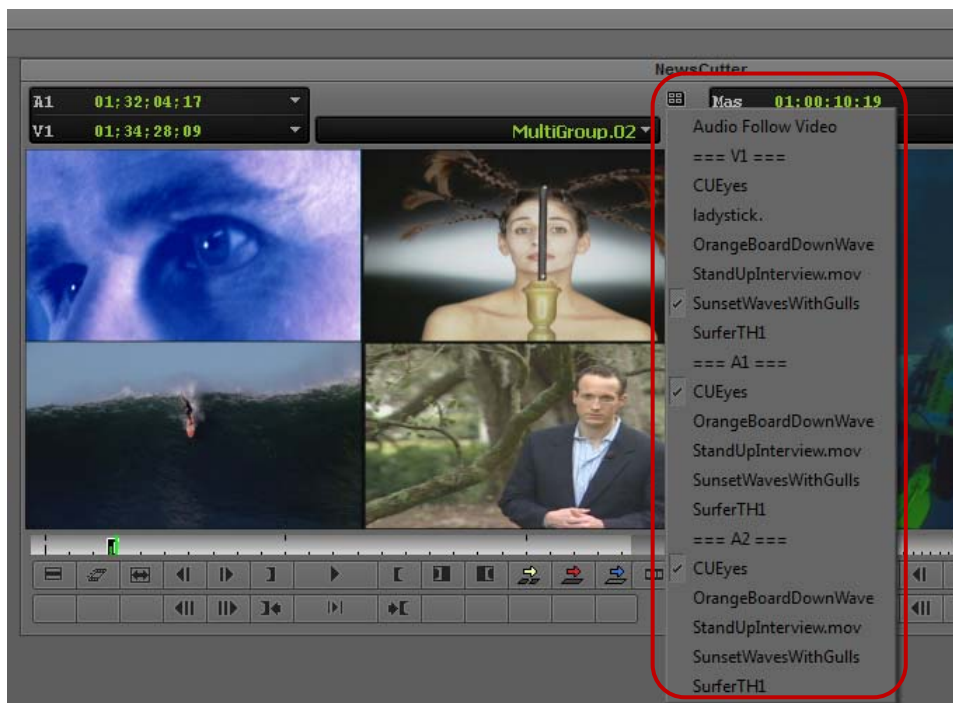 NewsCutter
A1 01;32;04;17
V1 01;34;28;09
MultiGroup.02
Mas 01:00:10:19
Audio Follow Video
=== V1 ===
CUEyes
ladystick.
OrangeBoardDownWave
StandUpInterview.mov
SunsetWavesWithGulls
SurferTH1
=== A1 ===
CUEyes
OrangeBoardDownWave
StandUpInterview.mov
SunsetWavesWithGulls
SurferTH1
=== A2 ===
CUEyes
OrangeBoardDownWave
StandUpInterview.mov
SunsetWavesWithGulls
SurferTH1